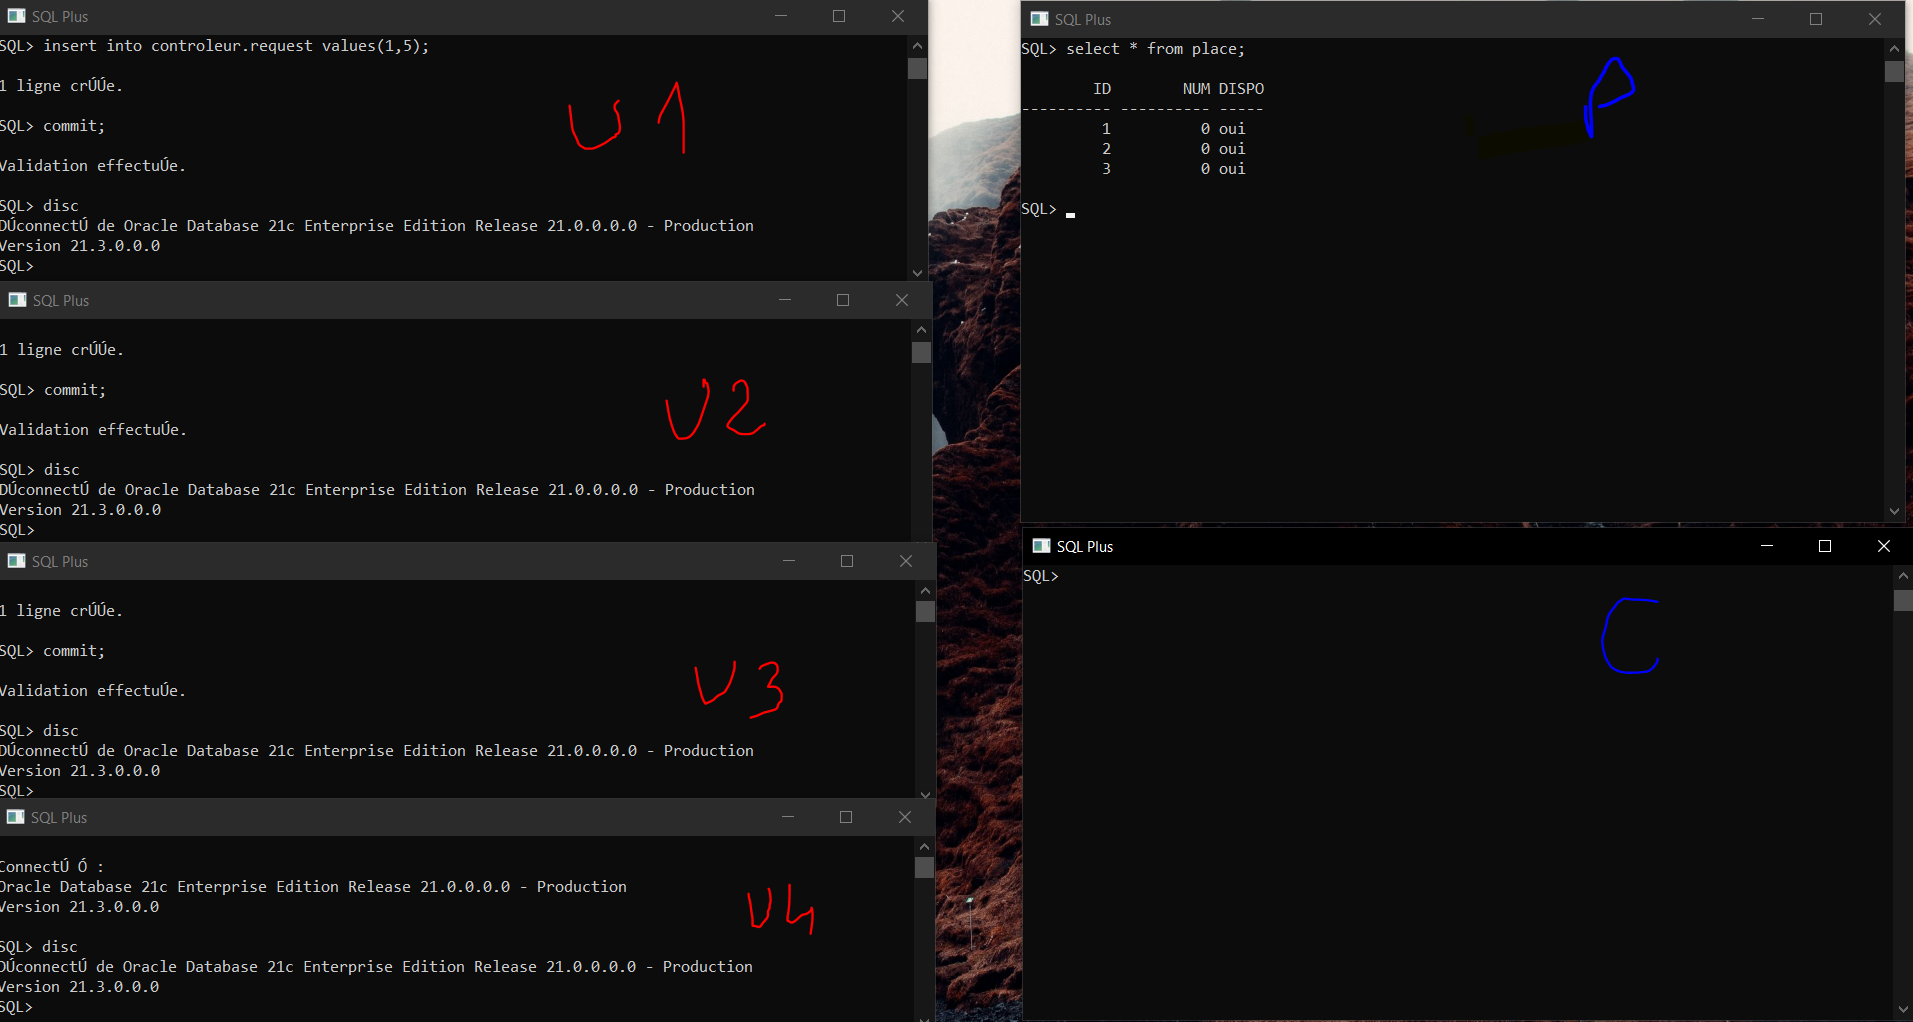 SQL Plus
SQL> insert into controleur.request values(1,5);
1 ligne crÚÚe.
SQL> commit;
Validation effectuÚe.
SQL> disc
DÚconnectÚ de Oracle Database 21c Enterprise Edition Release 21.0.0.0.0 - Production
Version 21.3.0.0.0
SQL>
U 1
SQL Plus
1 ligne crÚÚe.
SQL> commit;
Validation effectuÚe.
SQL> disc
DÚconnectÚ de Oracle Database 21c Enterprise Edition Release 21.0.0.0.0 - Production
Version 21.3.0.0.0
SQL>
U2
SQL Plus
1 ligne crÚÚe.
SQL> commit;
Validation effectuÚe.
SQL> disc
DÚconnectÚ de Oracle Database 21c Enterprise Edition Release 21.0.0.0.0 - Production
Version 21.3.0.0.0
SQL>
U3
SQL Plus
ConnectÚ Ó :
Oracle Database 21c Enterprise Edition Release 21.0.0.0.0 - Production
Version 21.3.0.0.0
SQL> disc
DÚconnectÚ de Oracle Database 21c Enterprise Edition Release 21.0.0.0.0 - Production
Version 21.3.0.0.0
SQL>
U4
SQL Plus
SQL> select * from place;
ID NUM DISPO
---------- ---------- -----
1 0 oui
2 0 oui
3 0 oui
SQL>
P
SQL Plus
SQL>
C